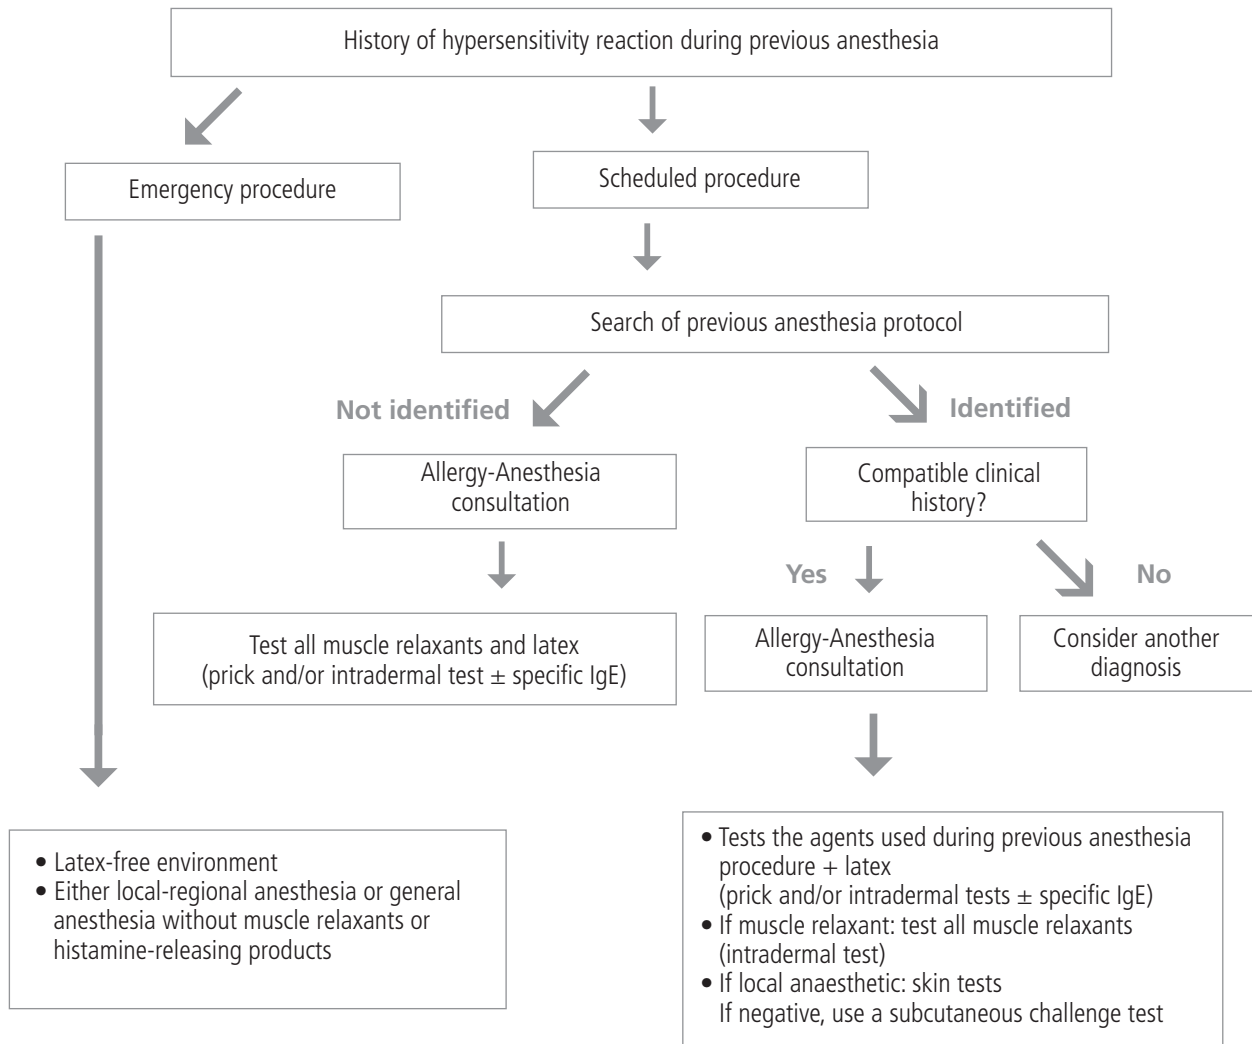 History of hypersensitivity reaction during previous anesthesia
Emergency procedure
Scheduled procedure
Search of previous anesthesia protocol
Not identified
Identified
Allergy-Anesthesia
consultation
Compatible clinical
history?
Yes
No
Test all muscle relaxants and latex
(prick and/or intradermal test ± specific IgE)
Allergy-Anesthesia
consultation
Consider another
diagnosis
• Latex-free environment
• Either local-regional anesthesia or general
anesthesia without muscle relaxants or
histamine-releasing products
• Tests the agents used during previous anesthesia
procedure + latex
(prick and/or intradermal tests ± specific IgE)
• If muscle relaxant: test all muscle relaxants
(intradermal test)
• If local anaesthetic: skin tests
If negative, use a subcutaneous challenge test